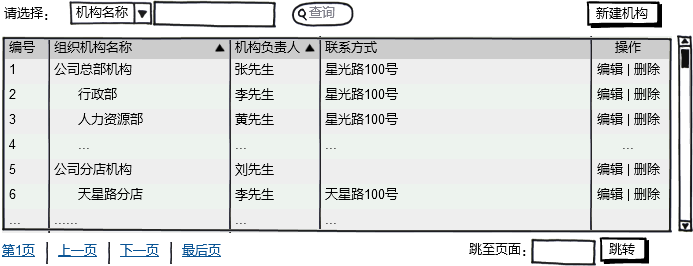 请选择： 机构名称 查询 新建机构
编号 组织机构名称 机构负责人 联系方式 操作
1 公司总部机构 张先生 星光路100号 编辑 | 删除
2 行政部 李先生 星光路100号 编辑 | 删除
3 人力资源部 黄先生 星光路100号 编辑 | 删除
4 ... ... ... ...
5 公司分店机构 刘先生 编辑 | 删除
6 天星路分店 李先生 天星路100号 编辑 | 删除
... ...... ... ...
第1页 上一页 下一页 最后页 跳至页面： 跳转